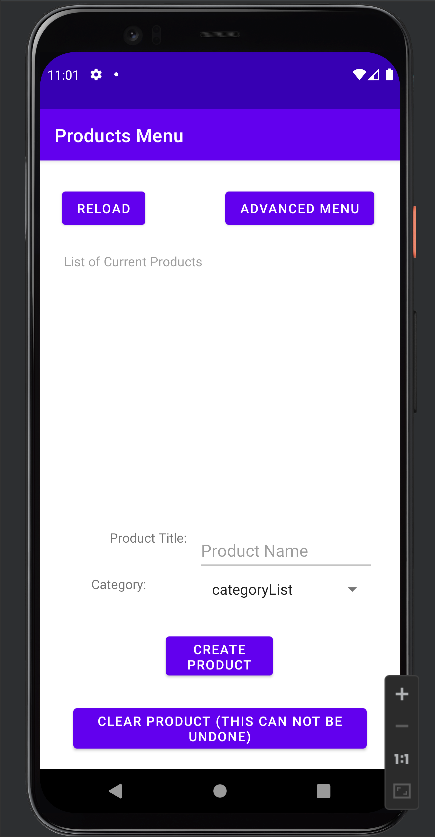 11:01
Products Menu
RELOAD
ADVANCED MENU
List of Current Products
Product Title:
Product Name
Category:
categoryList
CREATE
PRODUCT
CLEAR PRODUCT (THIS CAN NOT BE
UNDONE)
1:1